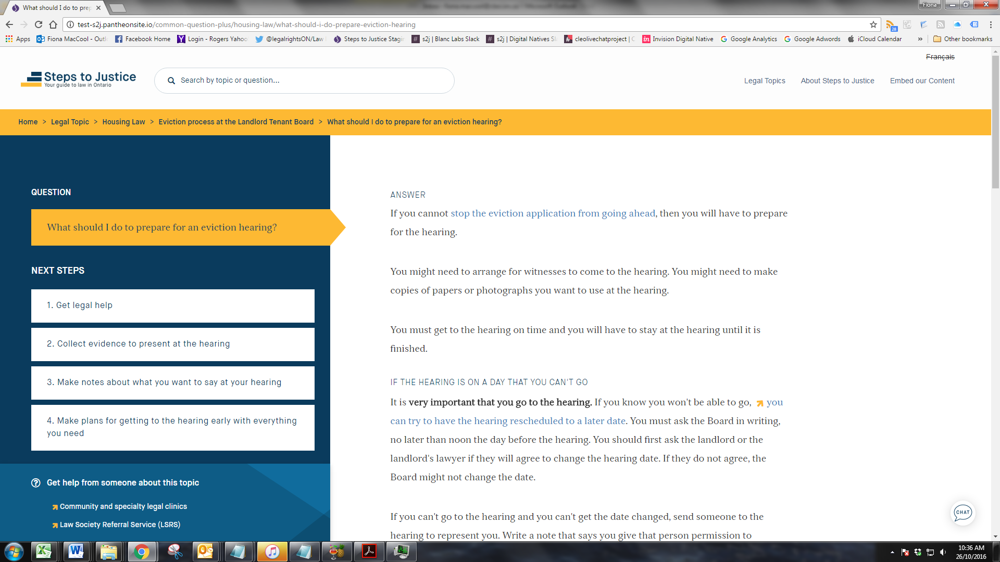 What should I do to prep
Fiona
test-s2j.pantheonsite.io/common-question-plus/housing-law/what-should-i-do-prepare-eviction-hearing
28
Apps
Fiona MacCool - Outl
Facebook Home
Login - Rogers Yahoo
@legalrightsON/Law
Steps to Justice Stagin
s2j | Blanc Labs Slack
s2j | Digital Natives Sl
cleolivechatproject | C
Invision Digital Native
Google Analytics
Google Adwords
iCloud Calendar
»
Other bookmarks
Français
Steps to Justice
Your guide to law in Ontario
Search by topic or question...
Legal Topics
About Steps to Justice
Embed our Content
Home > Legal Topic > Housing Law > Eviction process at the Landlord Tenant Board > What should I do to prepare for an eviction hearing?
QUESTION
What should I do to prepare for an eviction hearing?
NEXT STEPS
1. Get legal help
2. Collect evidence to present at the hearing
3. Make notes about what you want to say at your hearing
4. Make plans for getting to the hearing early with everything
you need
Get help from someone about this topic
Community and specialty legal clinics
Law Society Referral Service (LSRS)
ANSWER
If you cannot stop the eviction application from going ahead, then you will have to prepare
for the hearing.
You might need to arrange for witnesses to come to the hearing. You might need to make
copies of papers or photographs you want to use at the hearing.
You must get to the hearing on time and you will have to stay at the hearing until it is
finished.
IF THE HEARING IS ON A DAY THAT YOU CAN'T GO
It is very important that you go to the hearing. If you know you won't be able to go, you
can try to have the hearing rescheduled to a later date. You must ask the Board in writing,
no later than noon the day before the hearing. You should first ask the landlord or the
landlord's lawyer if they will agree to change the hearing date. If they do not agree, the
Board might not change the date.
If you can't go to the hearing and you can't get the date changed, send someone to the
hearing to represent you. Write a note that says you give that person permission to
CHAT
10:36 AM
26/10/2016